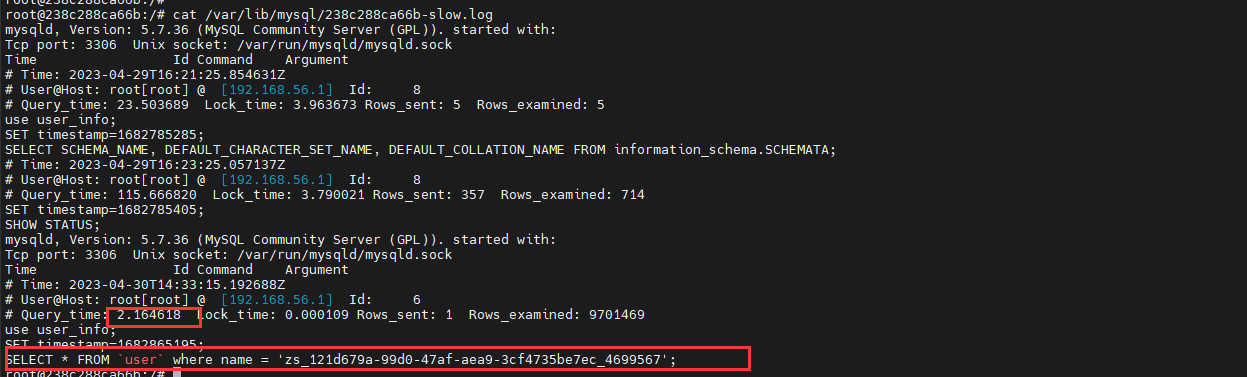 root@238c288ca66b:/#
root@238c288ca66b:/# cat /var/lib/mysql/238c288ca66b-slow.log
mysqld, Version: 5.7.36 (MySQL Community Server (GPL)). started with:
Tcp port: 3306  Unix socket: /var/run/mysqld/mysqld.sock
Time                 Id Command    Argument
# Time: 2023-04-29T16:21:25.854631Z
# User@Host: root[root] @  [192.168.56.1]  Id:     8
# Query_time: 23.503689  Lock_time: 3.963673 Rows_sent: 5  Rows_examined: 5
use user_info;
SET timestamp=1682785285;
SELECT SCHEMA_NAME, DEFAULT_CHARACTER_SET_NAME, DEFAULT_COLLATION_NAME FROM information_schema.SCHEMATA;
# Time: 2023-04-29T16:23:25.057137Z
# User@Host: root[root] @  [192.168.56.1]  Id:     8
# Query_time: 115.666820  Lock_time: 3.790021 Rows_sent: 357  Rows_examined: 714
SET timestamp=1682785405;
SHOW STATUS;
mysqld, Version: 5.7.36 (MySQL Community Server (GPL)). started with:
Tcp port: 3306  Unix socket: /var/run/mysqld/mysqld.sock
Time                 Id Command    Argument
# Time: 2023-04-30T14:33:15.192688Z
# User@Host: root[root] @  [192.168.56.1]  Id:     6
# Query_time: 2.164618  Lock_time: 0.000109 Rows_sent: 1  Rows_examined: 9701469
use user_info;
SET timestamp=1682865195;
SELECT * FROM `user` where name = 'zs_121d679a-99d0-47af-aea9-3cf4735be7ec_4699567';
root@238c288ca66b:/#